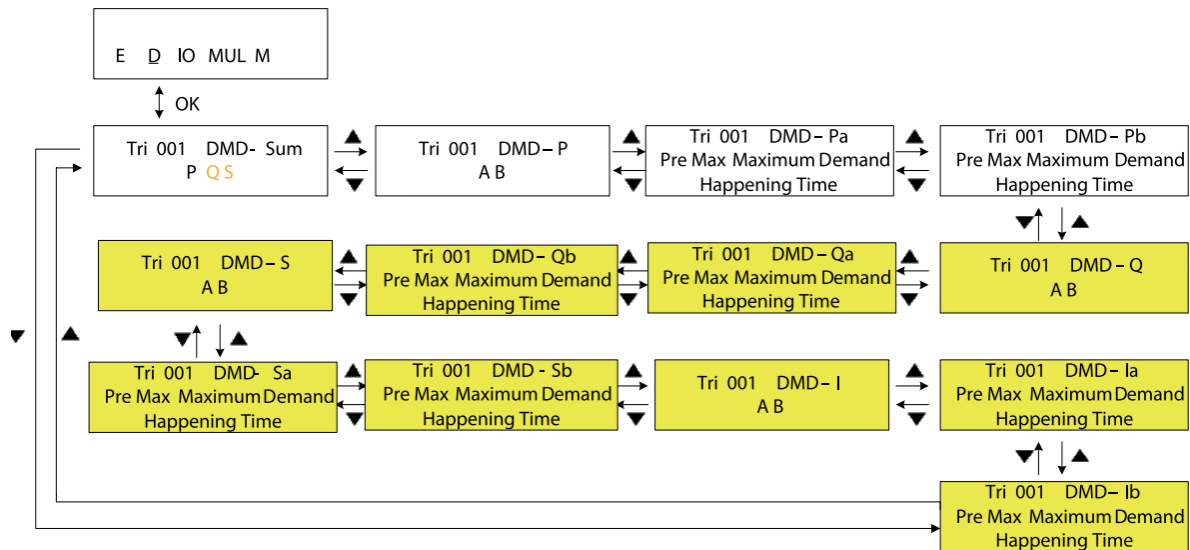 E D IO MUL M
OK
Tri 001 DMD- Sum
P Q S
Tri 001 DMD–P
A B
Tri 001 DMD– Pa
Pre Max Maximum Demand
Happening Time
Tri 001 DMD– Pb
Pre Max Maximum Demand
Happening Time
Tri 001 DMD–S
A B
Tri 001 DMD– Qb
Pre Max Maximum Demand
Happening Time
Tri 001 DMD– Qa
Pre Max Maximum Demand
Happening Time
Tri 001 DMD–Q
A B
Tri 001 DMD- Sa
Pre Max Maximum Demand
Happening Time
Tri 001 DMD - Sb
Pre Max Maximum Demand
Happening Time
Tri 001 DMD–I
A B
Tri 001 DMD– Ia
Pre Max Maximum Demand
Happening Time
Tri 001 DMD– Ib
Pre Max Maximum Demand
Happening Time